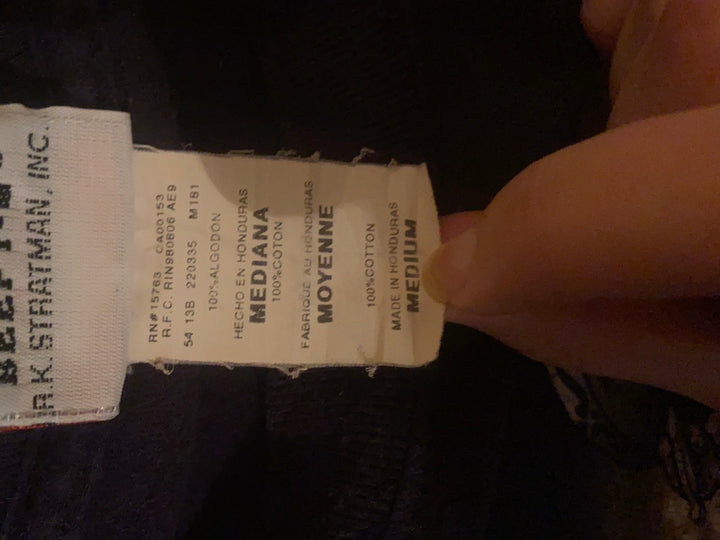 R.K. STRATMAN, INC.
RN# 15763 CA00153
R.F.C. RIN980806 AE9
54 13B 220335 M181
100%ALGODON
HECHO EN HONDURAS
MEDIANA
100%COTON
FABRIQUE AU HONDURAS
MOYENNE
100%COTTON
MADE IN HONDURAS
MEDIUM